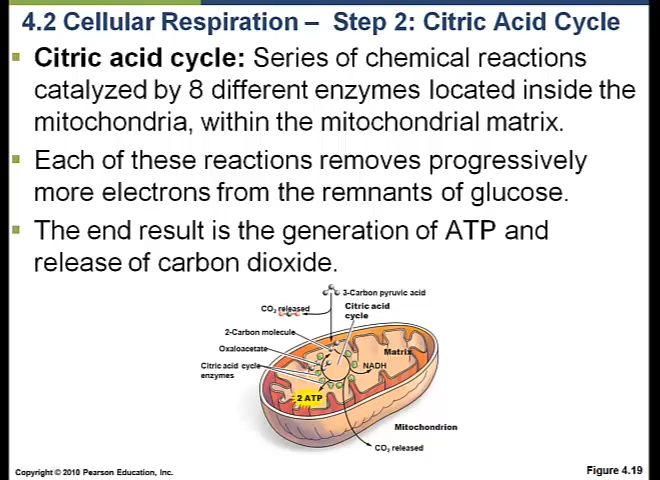 4.2 Cellular Respiration – Step 2: Citric Acid Cycle
Citric acid cycle: Series of chemical reactions
catalyzed by 8 different enzymes located inside the
mitochondria, within the mitochondrial matrix.
Each of these reactions removes progressively
more electrons from the remnants of glucose.
The end result is the generation of ATP and
release of carbon dioxide.
3-Carbon pyruvic acid
CO2 released
Citric acid
cycle
2-Carbon molecule
Oxaloacetate
Matrix
Citric acid cycle
enzymes
NADH
2 ATP
Mitochondrion
CO2 released
Copyright © 2010 Pearson Education, Inc.
Figure 4.19